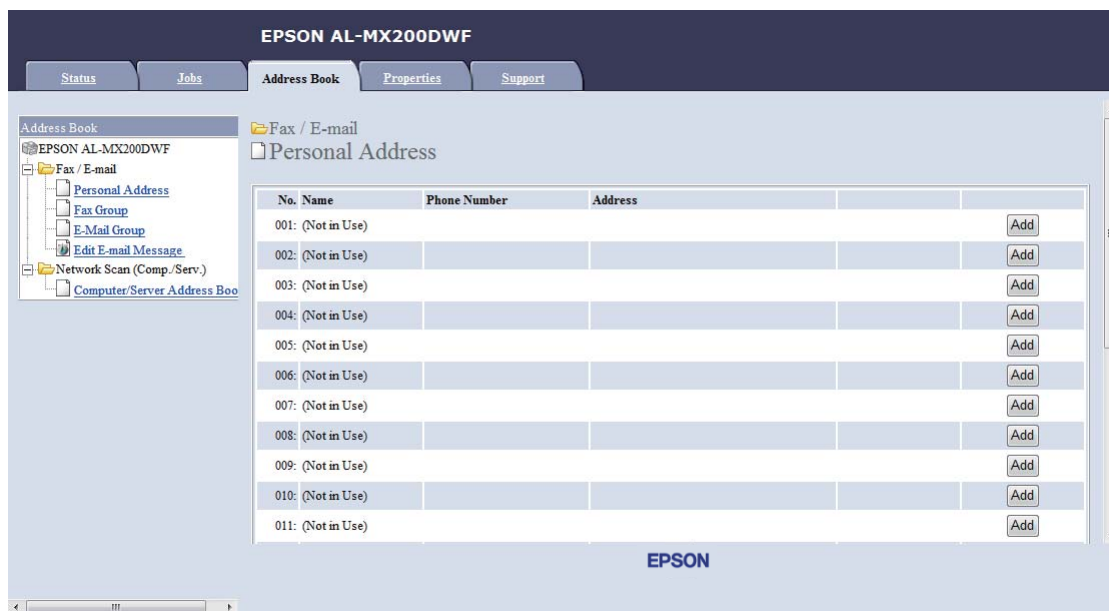 EPSON AL-MX200DWF
Status Jobs Address Book Properties Support
Address Book
EPSON AL-MX200DWF
Fax / E-mail
Personal Address
Fax Group
E-Mail Group
Edit E-mail Message
Network Scan (Comp./Serv.)
Computer/Server Address Boo
Fax / E-mail
Personal Address
No. Name Phone Number Address
001: (Not in Use) Add
002: (Not in Use) Add
003: (Not in Use) Add
004: (Not in Use) Add
005: (Not in Use) Add
006: (Not in Use) Add
007: (Not in Use) Add
008: (Not in Use) Add
009: (Not in Use) Add
010: (Not in Use) Add
011: (Not in Use) Add
EPSON